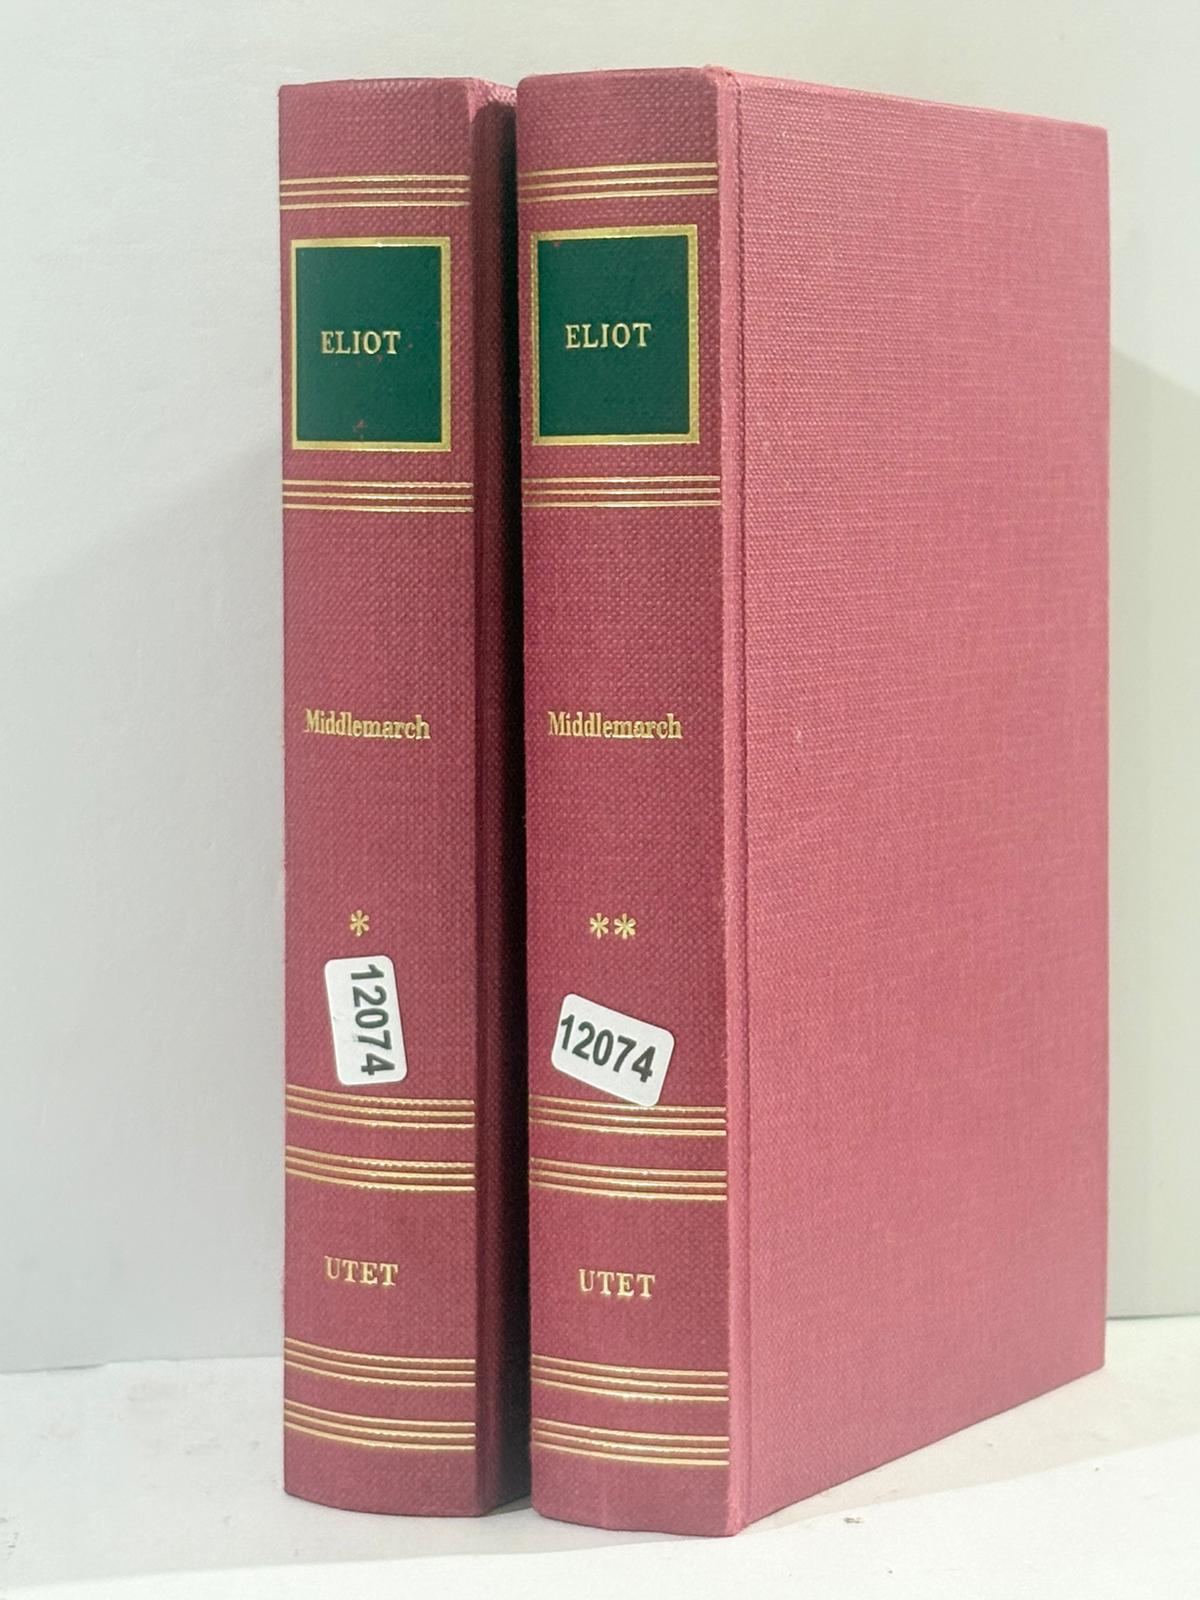 ELIOT
Middlemarch
*
12074
UTET
ELIOT
Middlemarch
**
12074
UTET